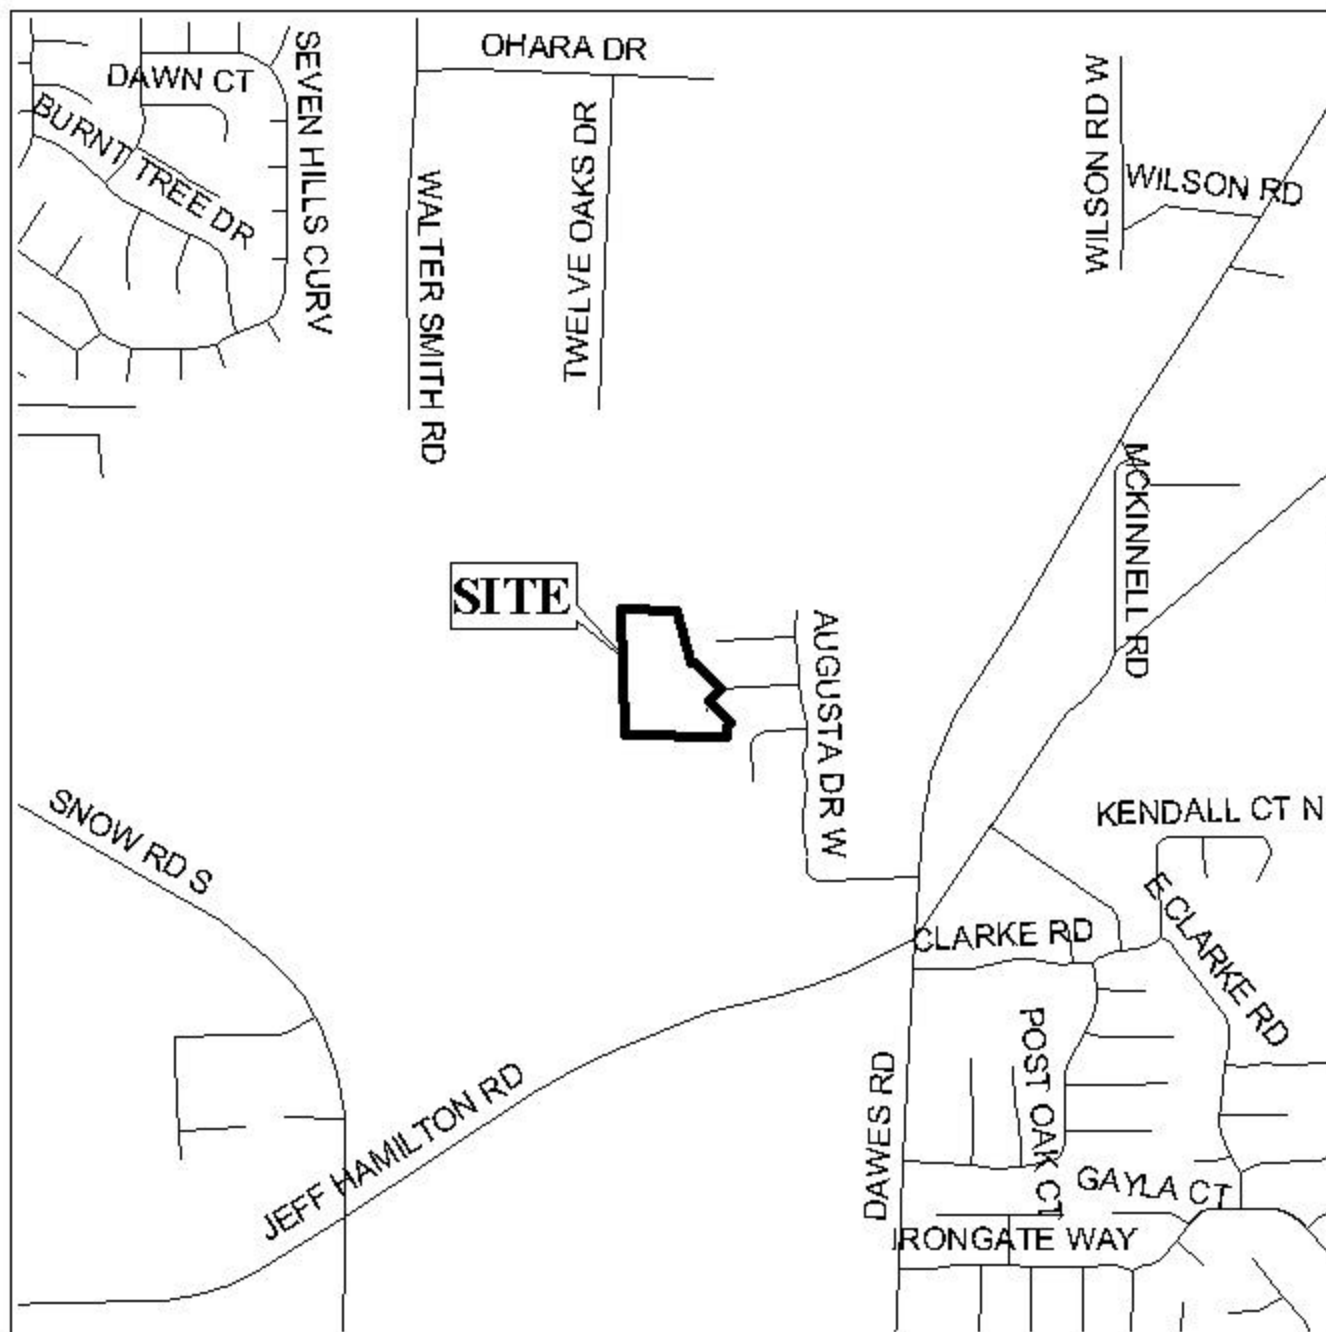 OHARA DR
DAWN CT
SEVEN HILLS CURV
BURNT TREE DR
WALTER SMITH RD
TWELVE OAKS DR
WILSON RD W
WILSON RD
MCKINNELL RD
SITE
AUGUSTA DR W
SNOW RD S
KENDALL CT N
CLARKE RD
E CLARKE RD
POST OAK CT
DAWES RD
JEFF HAMILTON RD
GAYLA CT
IRONGATE WAY